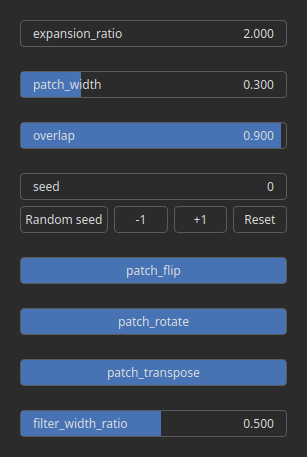 expansion_ratio 2.000
patch_width 0.300
overlap 0.900
seed 0
Random seed -1 +1 Reset
patch_flip
patch_rotate
patch_transpose
filter_width_ratio 0.500